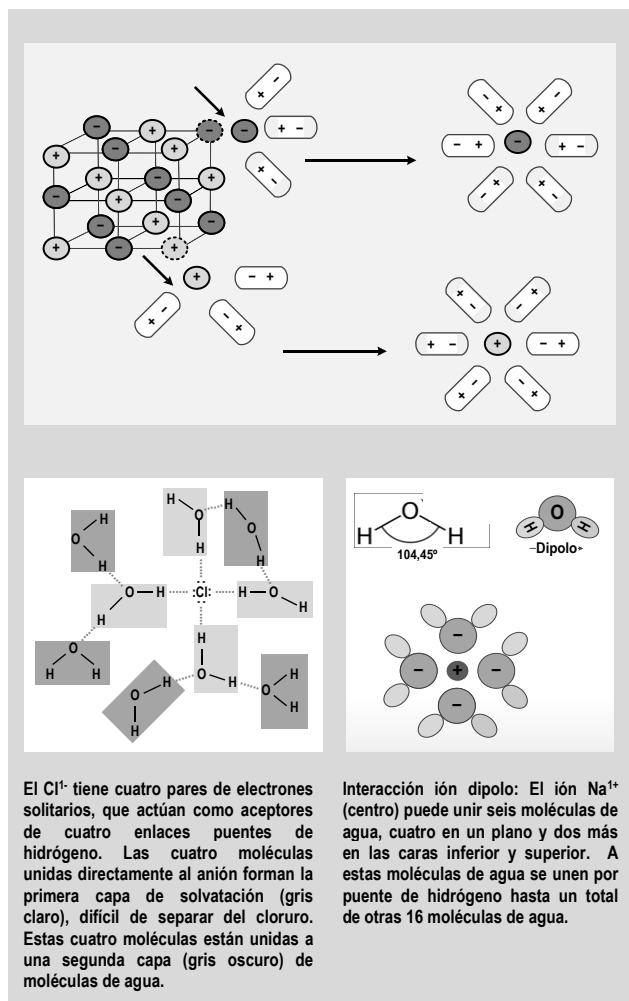 H
O
H
104,45º
O
H
H
–Dipolo+
H
O
H
H
O
H
O
H
H
O
H
H
:Cl:
H
O
H
H
O
H
O
H
H
H
O
H
H
O
H
O
H
H
El Cl1- tiene cuatro pares de electrones
solitarios, que actúan como aceptores
de cuatro enlaces puentes de
hidrógeno. Las cuatro moléculas
unidas directamente al anión forman la
primera capa de solvatación (gris
claro), difícil de separar del cloruro.
Estas cuatro moléculas están unidas a
una segunda capa (gris oscuro) de
moléculas de agua.
Interacción ión dipolo: El ión Na1+
(centro) puede unir seis moléculas de
agua, cuatro en un plano y dos más
en las caras inferior y superior. A
estas moléculas de agua se unen por
puente de hidrógeno hasta un total
de otras 16 moléculas de agua.